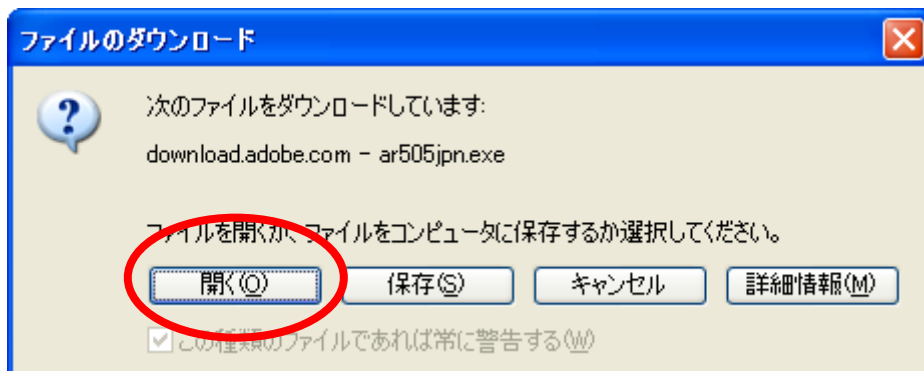 ファイルのダウンロード
次のファイルをダウンロードしています:
download.adobe.com - ar505jpn.exe
ファイルを開くか、ファイルをコンピュータに保存するか選択してください。
開く(O) 保存(S) キャンセル 詳細情報(M)
この種類のファイルであれば常に警告する(W)